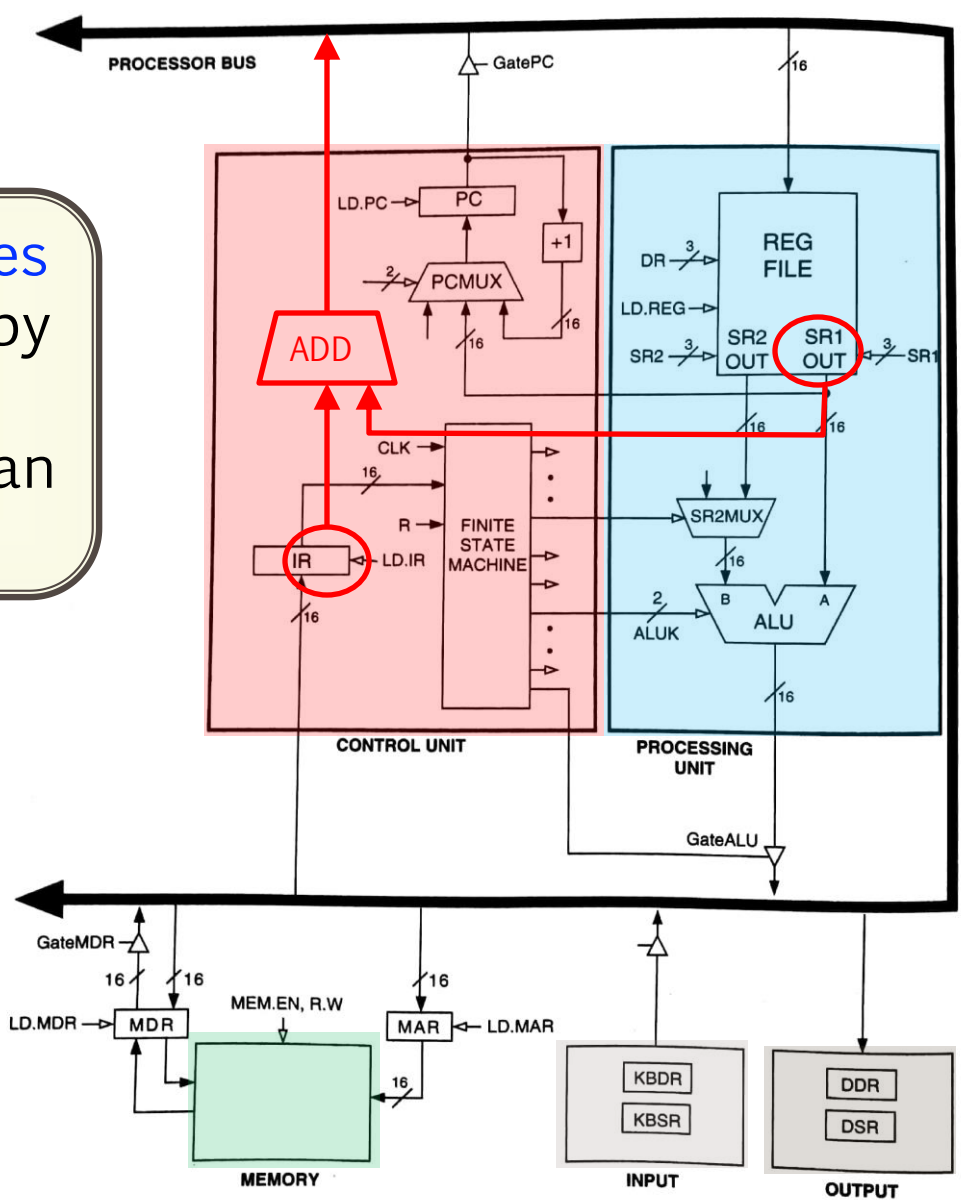 PROCESSOR BUS
GatePC
16
es
by
an
LD.PC
PC
+1
2
PCMUX
16
16
ADD
REG
FILE
DR
3
LD.REG
SR2
3
SR2
OUT
SR1
OUT
3
SR1
16
16
CLK
16
R
FINITE
STATE
MACHINE
IR
LD.IR
16
SR2MUX
16
B
A
ALU
2
ALUK
16
CONTROL UNIT
PROCESSING
UNIT
GateALU
GateMDR
16
16
16
MEM.EN, R.W
LD.MDR
MDR
MAR
LD.MAR
16
KBDR
KBSR
DDR
DSR
MEMORY
INPUT
OUTPUT